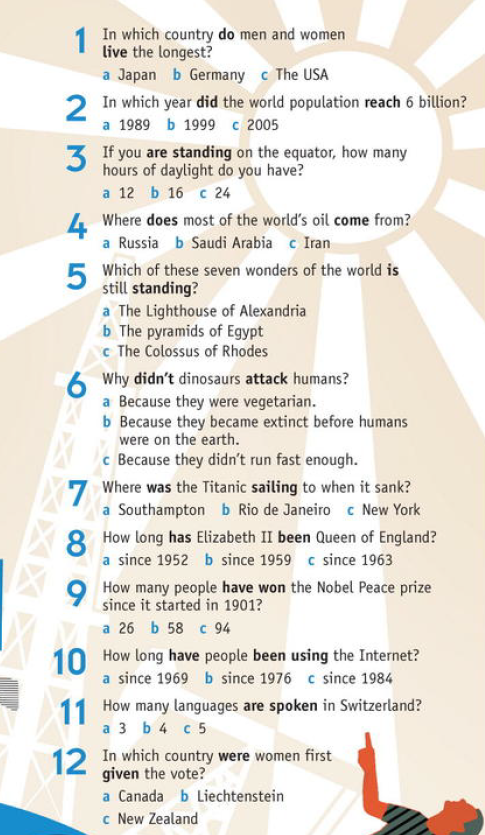 1 In which country do men and women
live the longest?
a Japan b Germany c The USA
2 In which year did the world population reach 6 billion?
a 1989 b 1999 c 2005
3 If you are standing on the equator, how many
hours of daylight do you have?
a 12 b 16 c 24
4 Where does most of the world's oil come from?
a Russia b Saudi Arabia c Iran
5 Which of these seven wonders of the world is
still standing?
a The Lighthouse of Alexandria
b The pyramids of Egypt
c The Colossus of Rhodes
6 Why didn't dinosaurs attack humans?
a Because they were vegetarian.
b Because they became extinct before humans
were on the earth.
c Because they didn't run fast enough.
7 Where was the Titanic sailing to when it sank?
a Southampton b Rio de Janeiro c New York
8 How long has Elizabeth II been Queen of England?
a since 1952 b since 1959 c since 1963
9 How many people have won the Nobel Peace prize
since it started in 1901?
a 26 b 58 c 94
10 How long have people been using the Internet?
a since 1969 b since 1976 c since 1984
11 How many languages are spoken in Switzerland?
a 3 b 4 c 5
12 In which country were women first
given the vote?
a Canada b Liechtenstein
c New Zealand